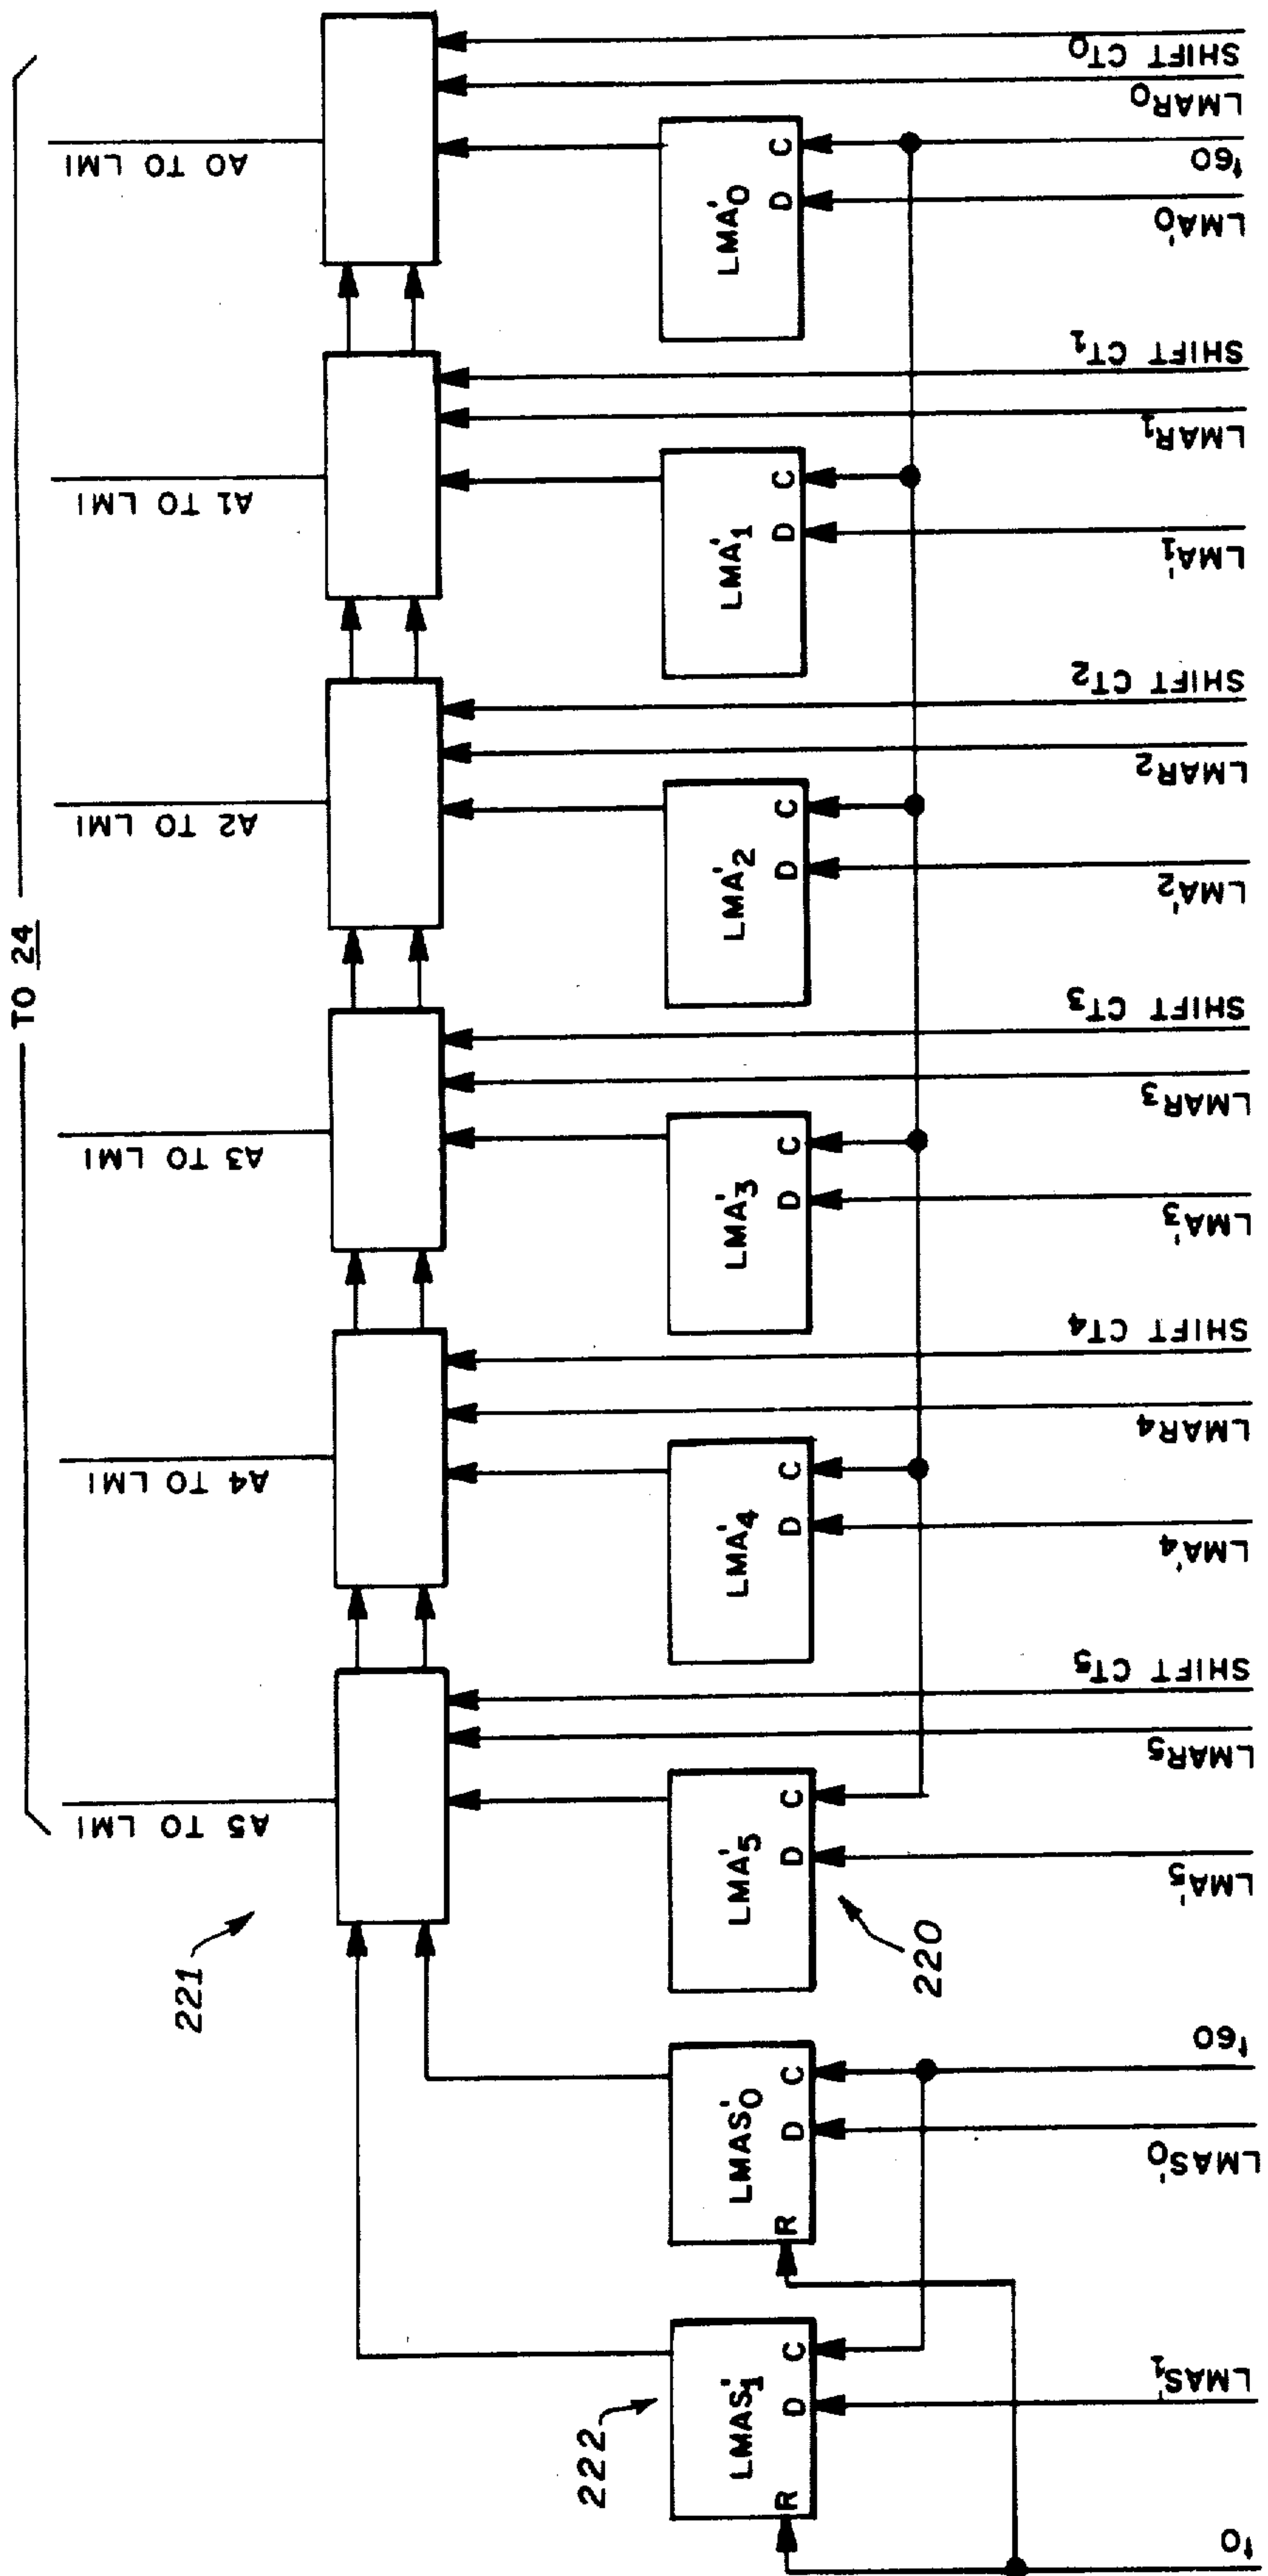 TO 24
A5 TO LMI
A4 TO LMI
A3 TO LMI
A2 TO LMI
A1 TO LMI
A0 TO LMI
221
222
220
LMAS'1
R
D
C
LMAS'0
R
D
C
LMA'5
D
C
LMA'4
D
C
LMA'3
D
C
LMA'2
D
C
LMA'1
D
C
LMA'0
D
C
t0
LMAS'1
LMAS'0
t60
LMA'5
LMAR5
SHIFT CT5
LMA'4
LMAR4
SHIFT CT4
LMA'3
LMAR3
SHIFT CT3
LMA'2
LMAR2
SHIFT CT2
LMA'1
LMAR1
SHIFT CT1
LMA'0
t60
LMAR0
SHIFT CT0